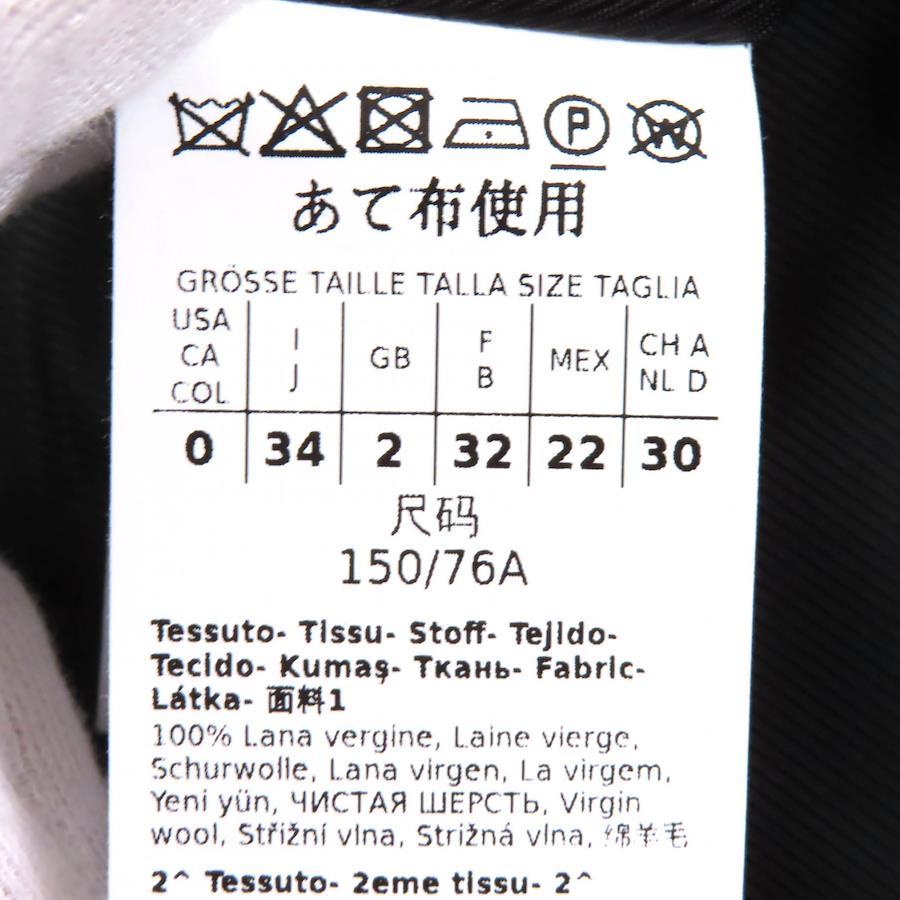 P W
あて布使用
GRÖSSE TAILLE TALLA SIZE TAGLIA
USA CA COL | I J | GB | F B | MEX | CH A NL D
0 | 34 | 2 | 32 | 22 | 30
尺码
150/76A
Tessuto- Tissu- Stoff- Tejido-
Tecido- Kumaş- Ткань- Fabric-
Látka- 面料1
100% Lana vergine, Laine vierge,
Schurwolle, Lana virgen, La virgem,
Yeni yün, ЧИСТАЯ ШЕРСТЬ, Virgin
wool, Střižní vlna, Strižná vlna, 绵羊毛
2^ Tessuto- 2eme tissu- 2^